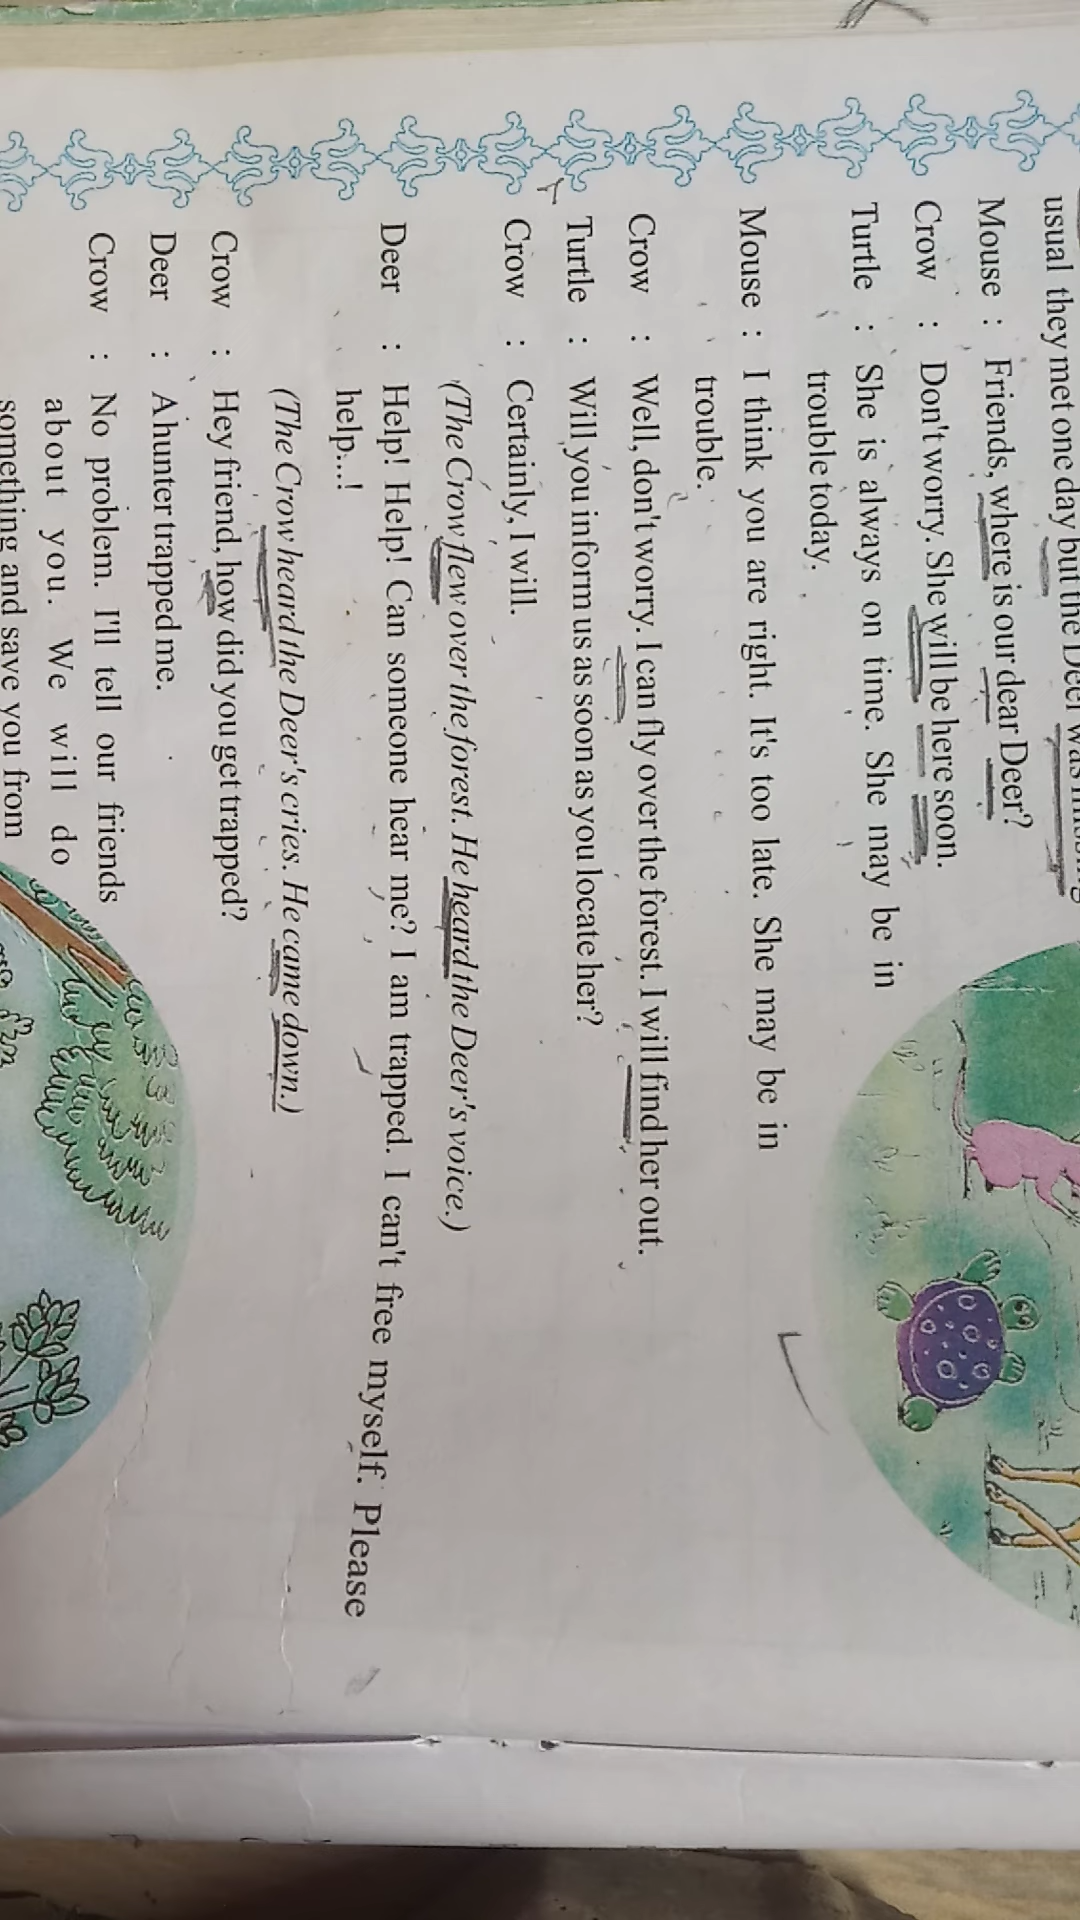 usual they met one day but the Deer was
Mouse : Friends, where is our dear Deer?
Crow : Don't worry. She will be here soon.
Turtle : She is always on time. She may be in
trouble today.
Mouse : I think you are right. It's too late. She may be in
trouble.
Crow : Well, don't worry. I can fly over the forest. I will find her out.
Turtle : Will you inform us as soon as you locate her?
Crow : Certainly, I will.
(The Crow flew over the forest. He heard the Deer's voice.)
Deer : Help! Help! Can someone hear me? I am trapped. I can't free myself. Please
help...!
(The Crow heard the Deer's cries. He came down.)
Crow : Hey friend, how did you get trapped?
Deer : A hunter trapped me.
Crow : No problem. I'll tell our friends
about you. We will do
something and save you from